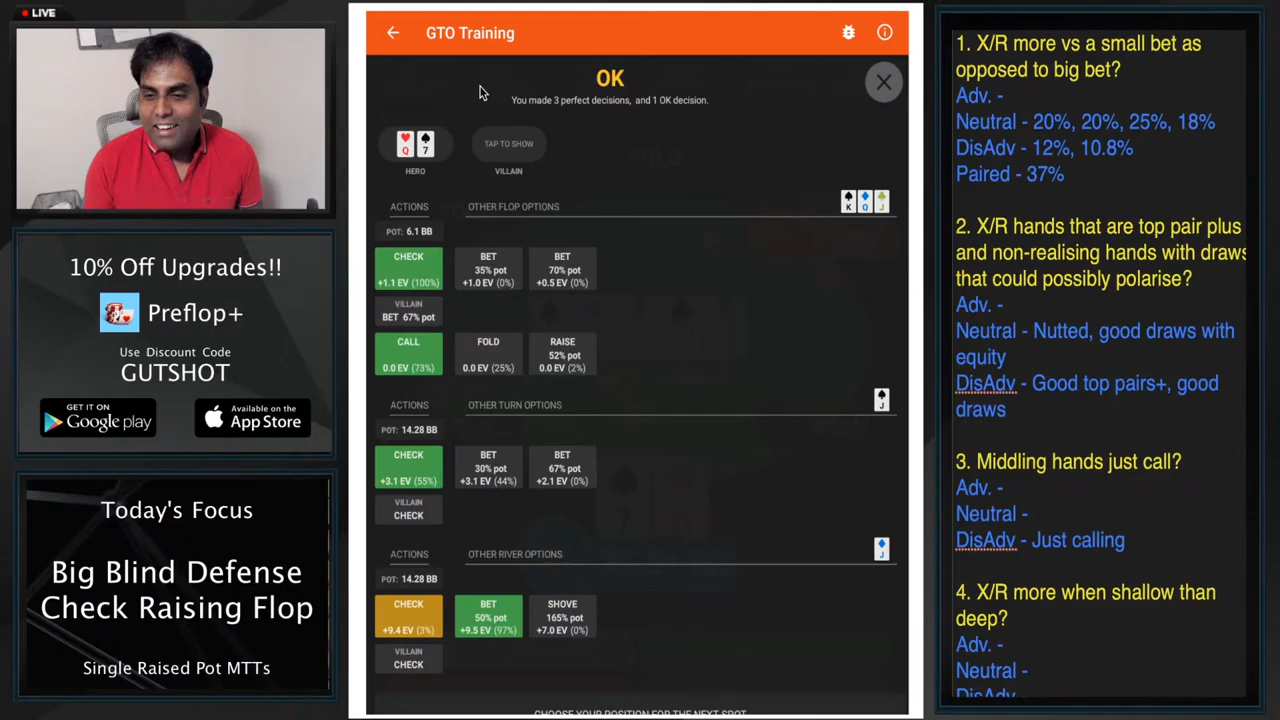 LIVE
10% Off Upgrades!!
Preflop+
Use Discount Code
GUTSHOT
GET IT ON
Google play
Available on the
App Store
Today's Focus
Big Blind Defense
Check Raising Flop
Single Raised Pot MTTs
GTO Training
OK
You made 3 perfect decisions, and 1 OK decision.
Q 7
TAP TO SHOW
HERO VILLAIN
ACTIONS OTHER FLOP OPTIONS K Q J
POT: 6.1 BB
CHECK BET BET
35% pot 70% pot
+1.1 EV (100%) +1.0 EV (0%) +0.5 EV (0%)
VILLAIN
BET 67% pot
CALL FOLD RAISE
52% pot
0.0 EV (73%) 0.0 EV (25%) 0.0 EV (2%)
ACTIONS OTHER TURN OPTIONS J
POT: 14.28 BB
CHECK BET BET
30% pot 67% pot
+3.1 EV (55%) +3.1 EV (44%) +2.1 EV (0%)
VILLAIN
CHECK
ACTIONS OTHER RIVER OPTIONS J
POT: 14.28 BB
CHECK BET SHOVE
50% pot 165% pot
+9.4 EV (3%) +9.5 EV (97%) +7.0 EV (0%)
VILLAIN
CHECK
CHOOSE YOUR POSITION FOR THE NEXT SPOT
1. X/R more vs a small bet as
opposed to big bet?
Adv. -
Neutral - 20%, 20%, 25%, 18%
DisAdv - 12%, 10.8%
Paired - 37%
2. X/R hands that are top pair plus
and non-realising hands with draws
that could possibly polarise?
Adv. -
Neutral - Nutted, good draws with
equity
DisAdv - Good top pairs+, good
draws
3. Middling hands just call?
Adv. -
Neutral -
DisAdv - Just calling
4. X/R more when shallow than
deep?
Adv. -
Neutral -
DisAdv -